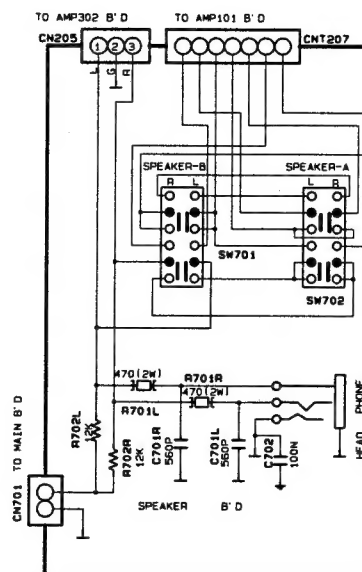 TO AMP302 B'D
TO AMP101 B'D
CN205
1 2 3
CNT207
L G R
SPEAKER-B
SPEAKER-A
R L
L R
SW701
SW702
470(2W)
R701R
470(2W)
R701L
R702L
12K
R702R
12K
C701R
560P
C701L
560P
C702
100N
HEAD PHONE
TO MAIN B'D
CN701
SPEAKER B'D